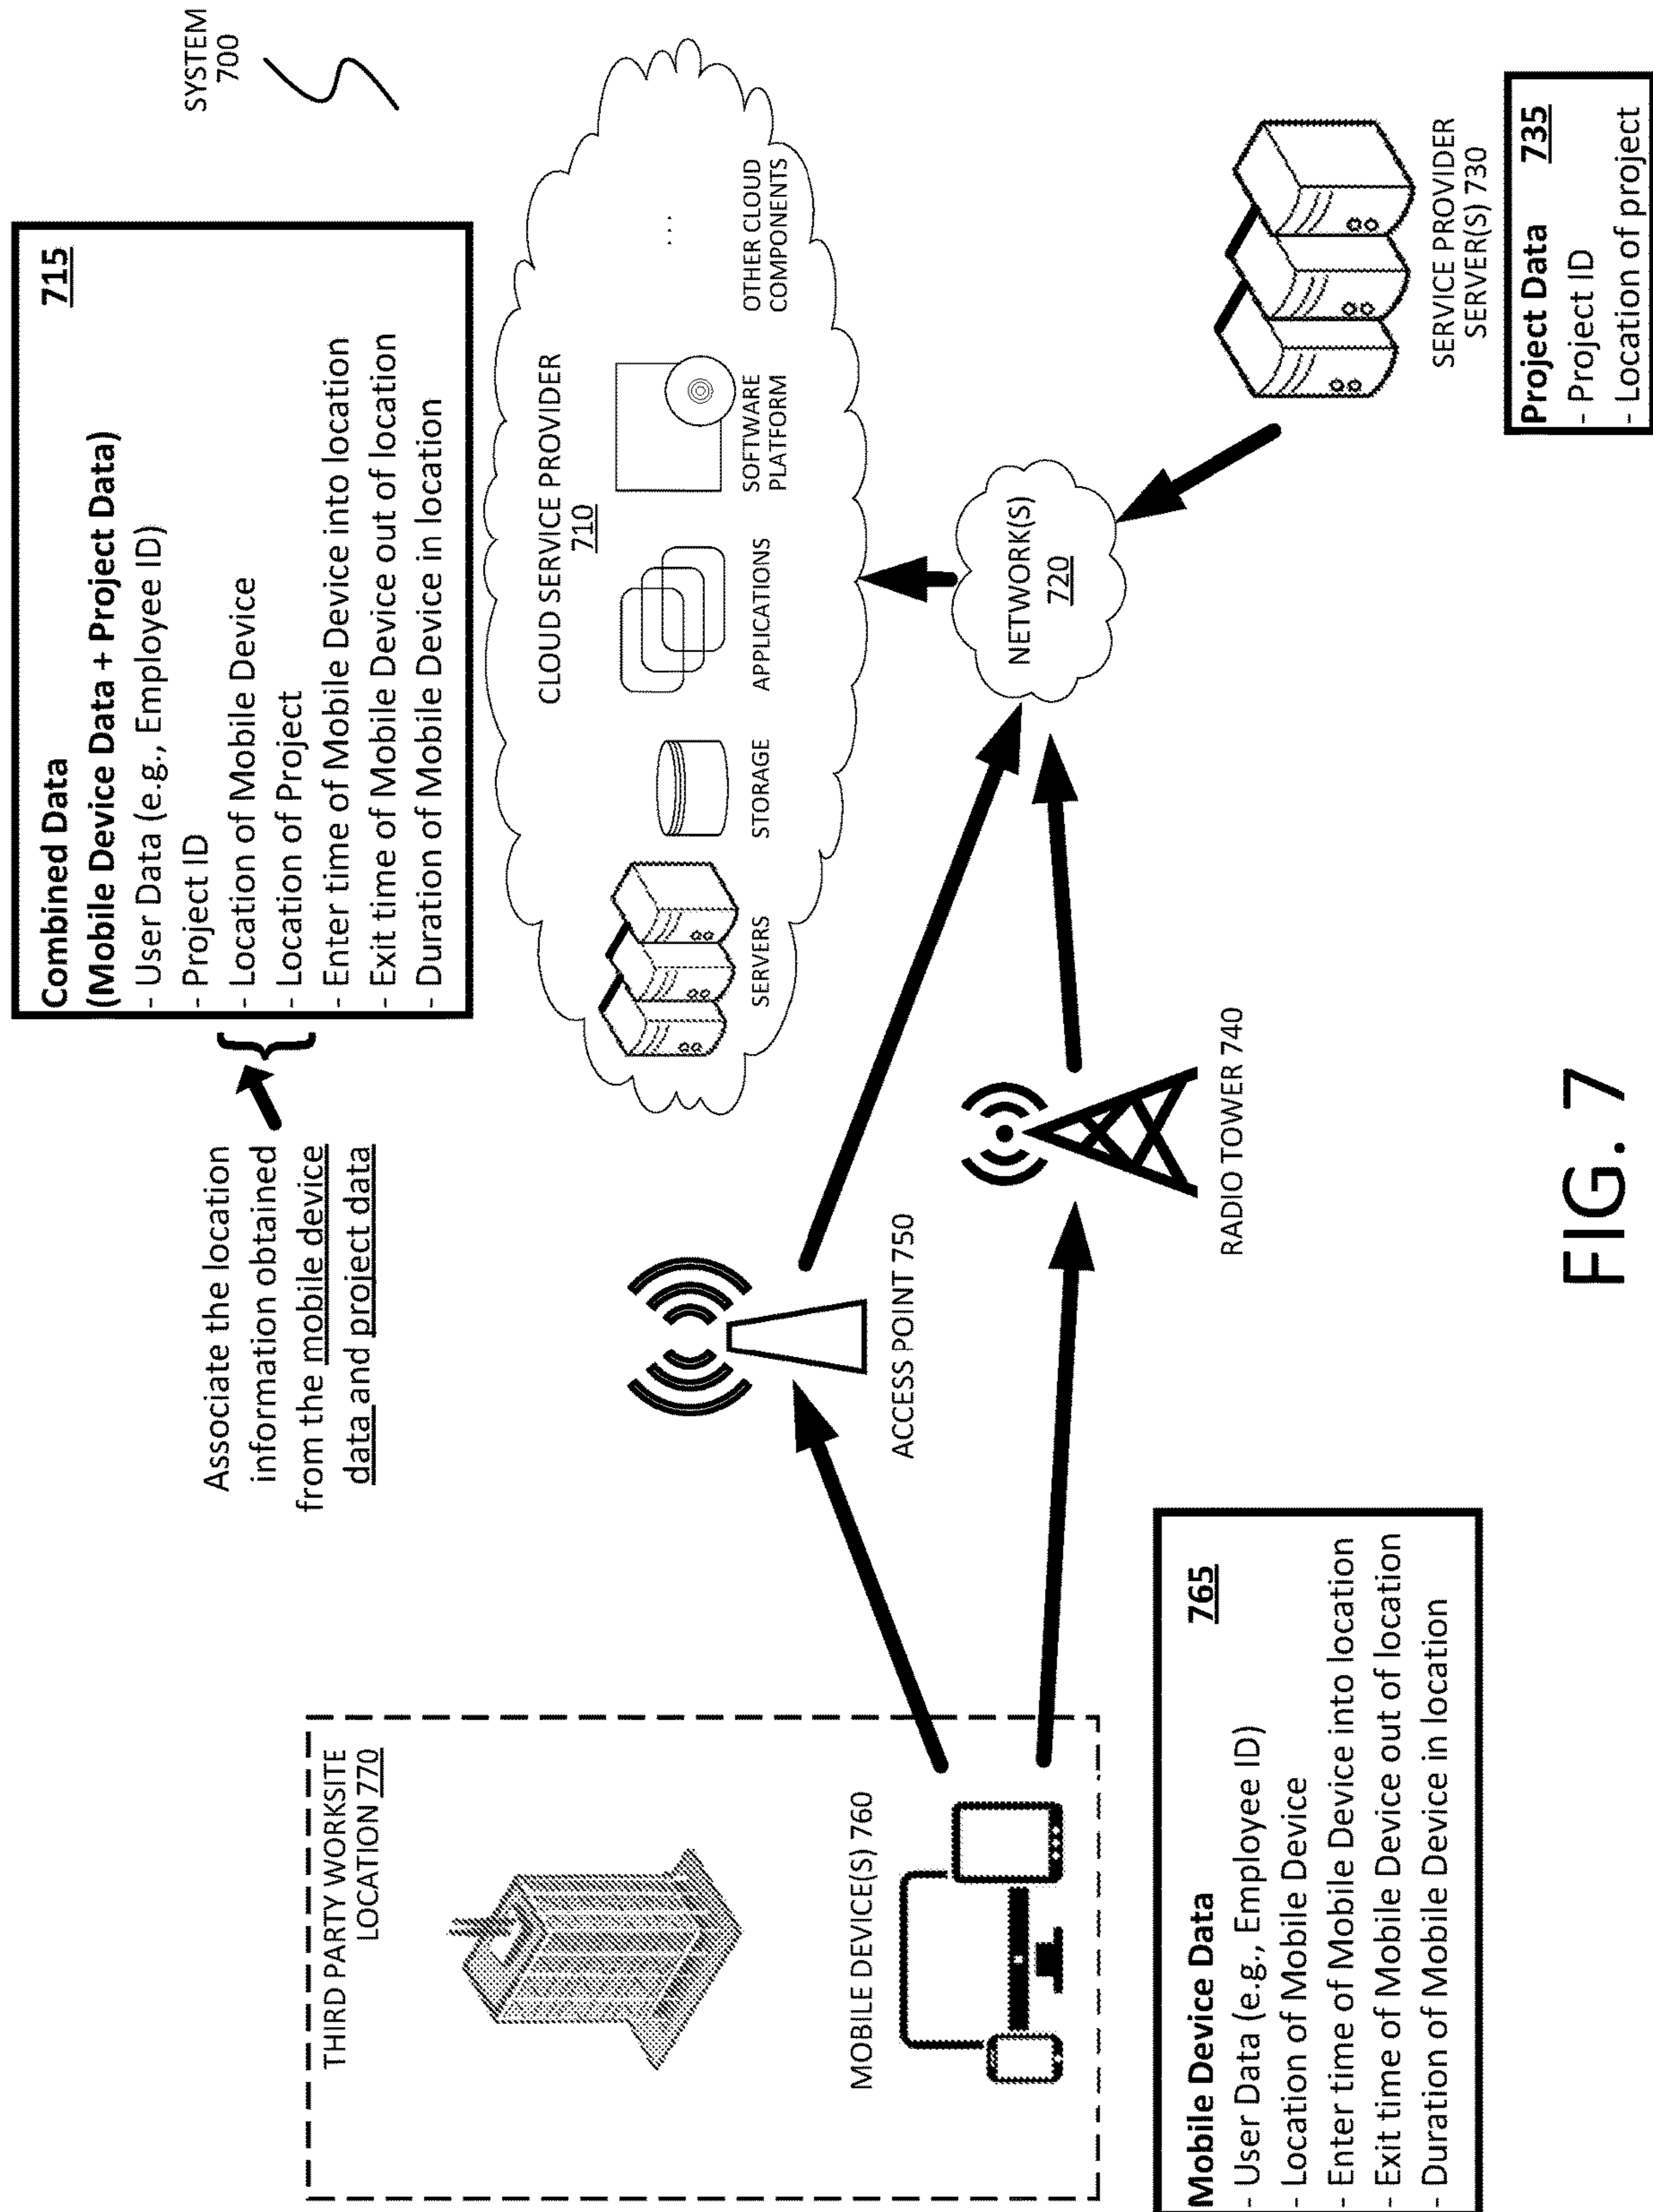 SYSTEM
700
Combined Data 715
(Mobile Device Data + Project Data)
- User Data (e.g., Employee ID)
- Project ID
- Location of Mobile Device
- Location of Project
- Enter time of Mobile Device into location
- Exit time of Mobile Device out of location
- Duration of Mobile Device in location
Associate the location
information obtained
from the mobile device
data and project data
CLOUD SERVICE PROVIDER
710
SERVERS
STORAGE
APPLICATIONS
SOFTWARE
PLATFORM
...
OTHER CLOUD
COMPONENTS
THIRD PARTY WORKSITE
LOCATION 770
MOBILE DEVICE(S) 760
ACCESS POINT 750
RADIO TOWER 740
NETWORK(S)
720
SERVICE PROVIDER
SERVER(S) 730
Mobile Device Data 765
- User Data (e.g., Employee ID)
- Location of Mobile Device
- Enter time of Mobile Device into location
- Exit time of Mobile Device out of location
- Duration of Mobile Device in location
Project Data 735
- Project ID
- Location of project
FIG. 7